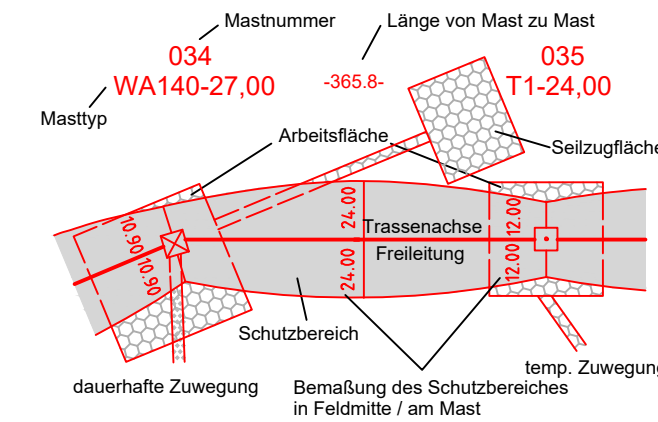 Mastnummer
Länge von Mast zu Mast
034
035
WA140-27,00
-365.8-
T1-24,00
Masttyp
Arbeitsfläche
Seilzugfläche
10.90
10.90
24.00
24.00
12.00
12.00
Trassenachse
Freileitung
Schutzbereich
temp. Zuwegung
dauerhafte Zuwegung
Bemaßung des Schutzbereiches
in Feldmitte / am Mast